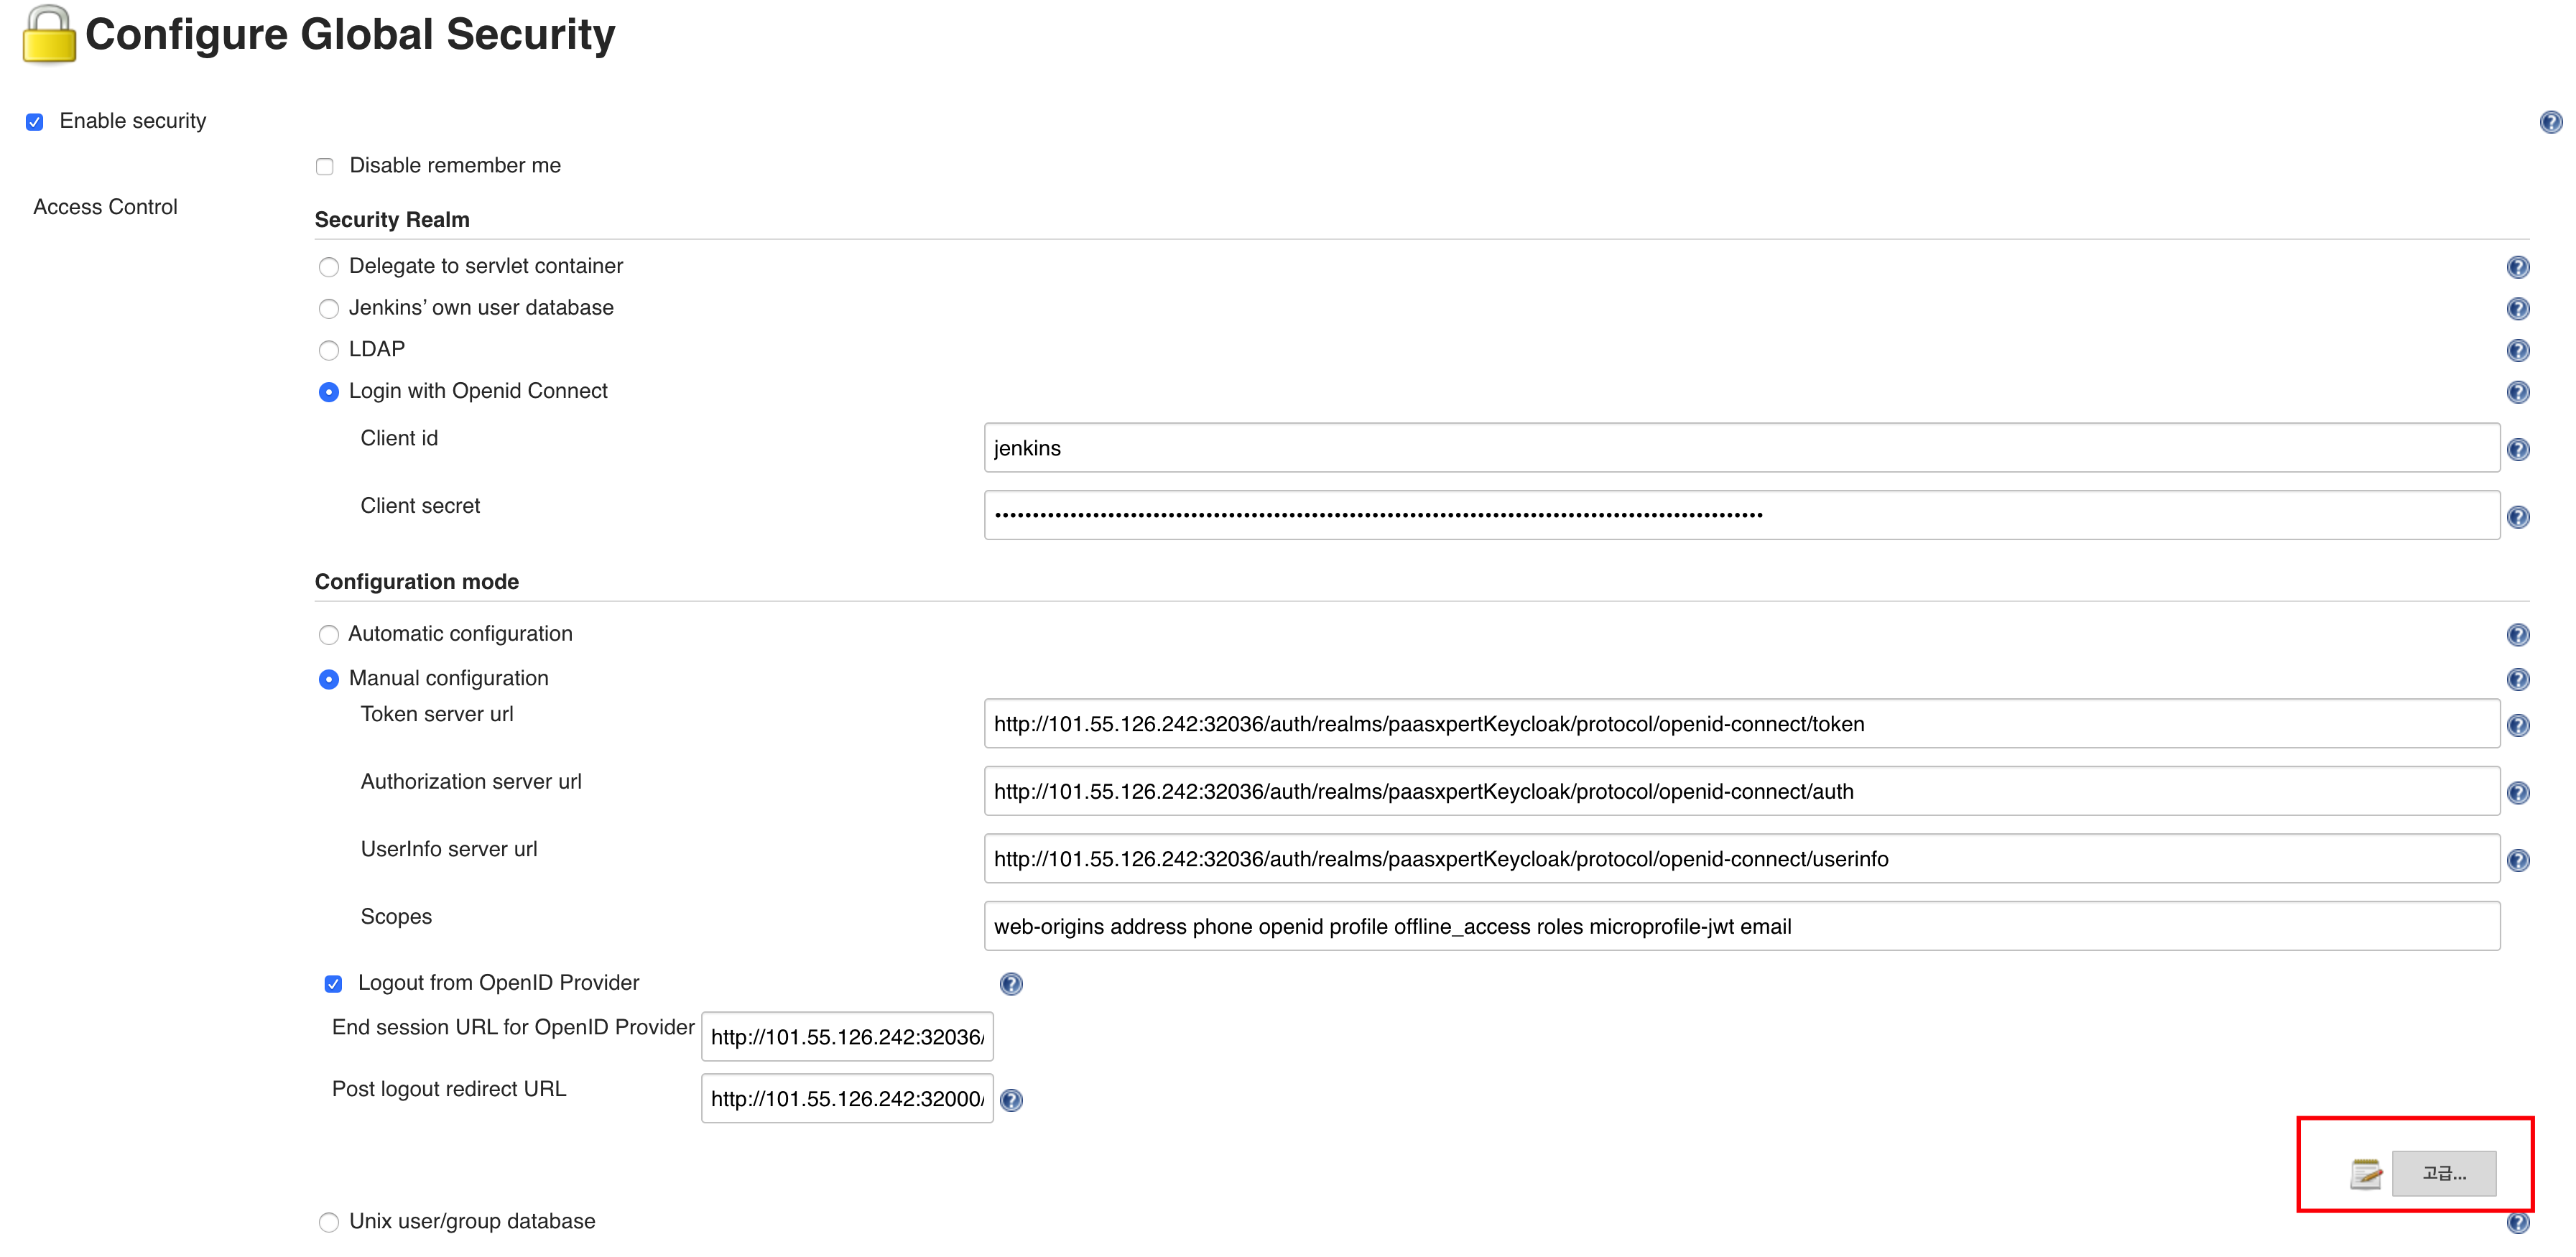 Configure Global Security
Enable security
Disable remember me
Access Control
Security Realm
Delegate to servlet container
Jenkins’ own user database
LDAP
Login with Openid Connect
Client id
jenkins
Client secret
Configuration mode
Automatic configuration
Manual configuration
Token server url
http://101.55.126.242:32036/auth/realms/paasxpertKeycloak/protocol/openid-connect/token
Authorization server url
http://101.55.126.242:32036/auth/realms/paasxpertKeycloak/protocol/openid-connect/auth
UserInfo server url
http://101.55.126.242:32036/auth/realms/paasxpertKeycloak/protocol/openid-connect/userinfo
Scopes
web-origins address phone openid profile offline_access roles microprofile-jwt email
Logout from OpenID Provider
End session URL for OpenID Provider
http://101.55.126.242:32036/
Post logout redirect URL
http://101.55.126.242:32000/
고급...
Unix user/group database